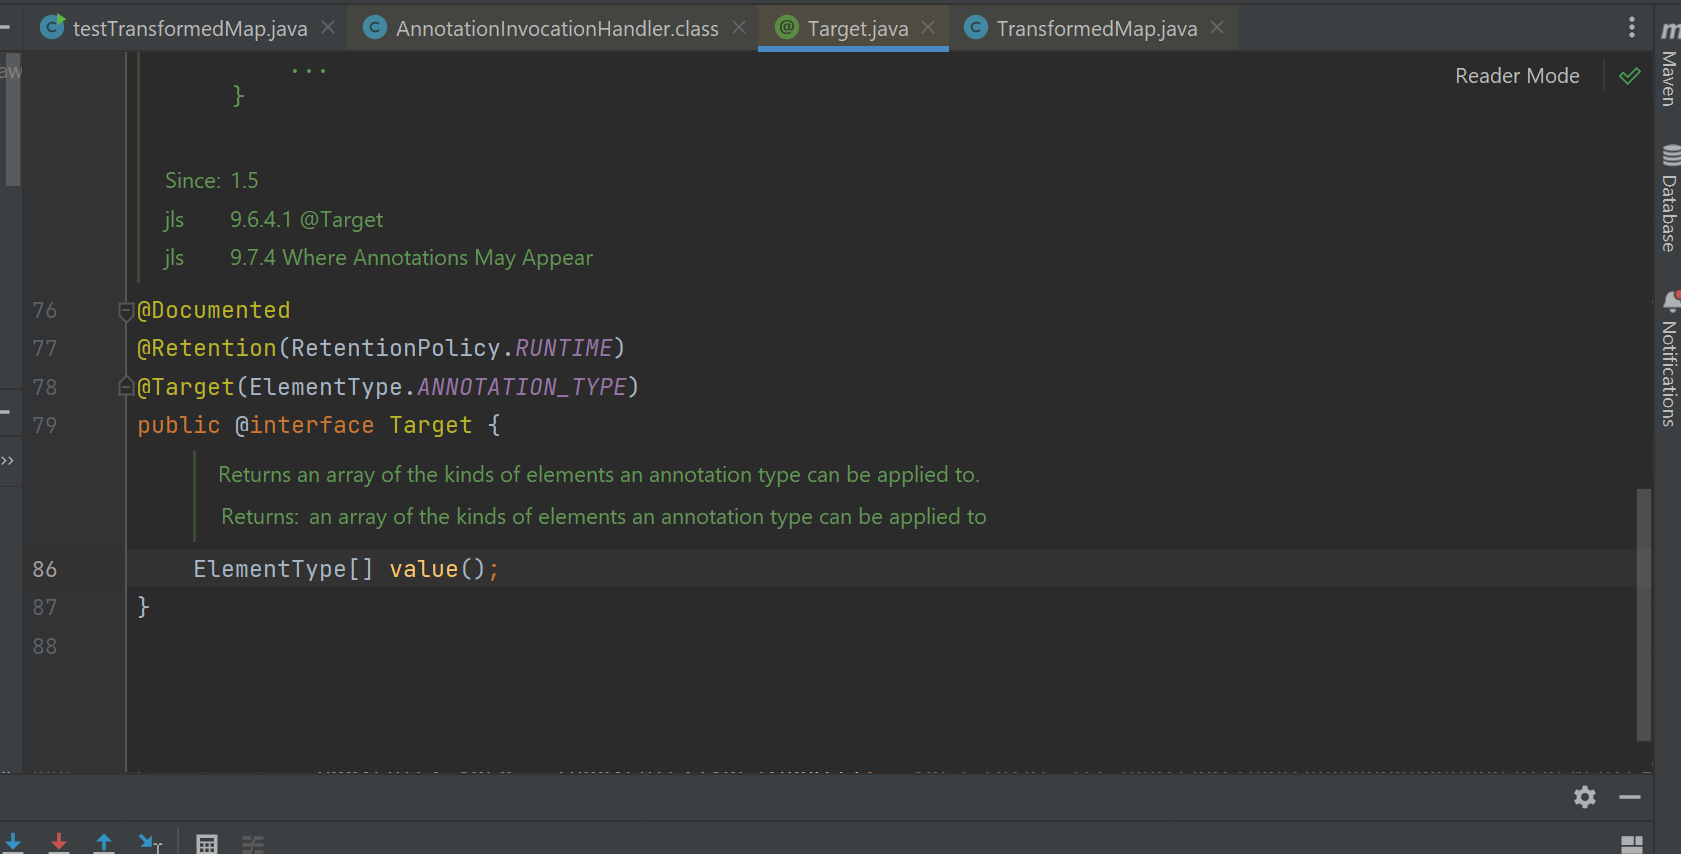 testTransformedMap.java
AnnotationInvocationHandler.class
Target.java
TransformedMap.java
Reader Mode
...
}
Since: 1.5
jls 9.6.4.1 @Target
jls 9.7.4 Where Annotations May Appear
76 @Documented
77 @Retention(RetentionPolicy.RUNTIME)
78 @Target(ElementType.ANNOTATION_TYPE)
79 public @interface Target {
Returns an array of the kinds of elements an annotation type can be applied to.
Returns: an array of the kinds of elements an annotation type can be applied to
86 ElementType[] value();
87 }
88
Maven
Database
Notifications